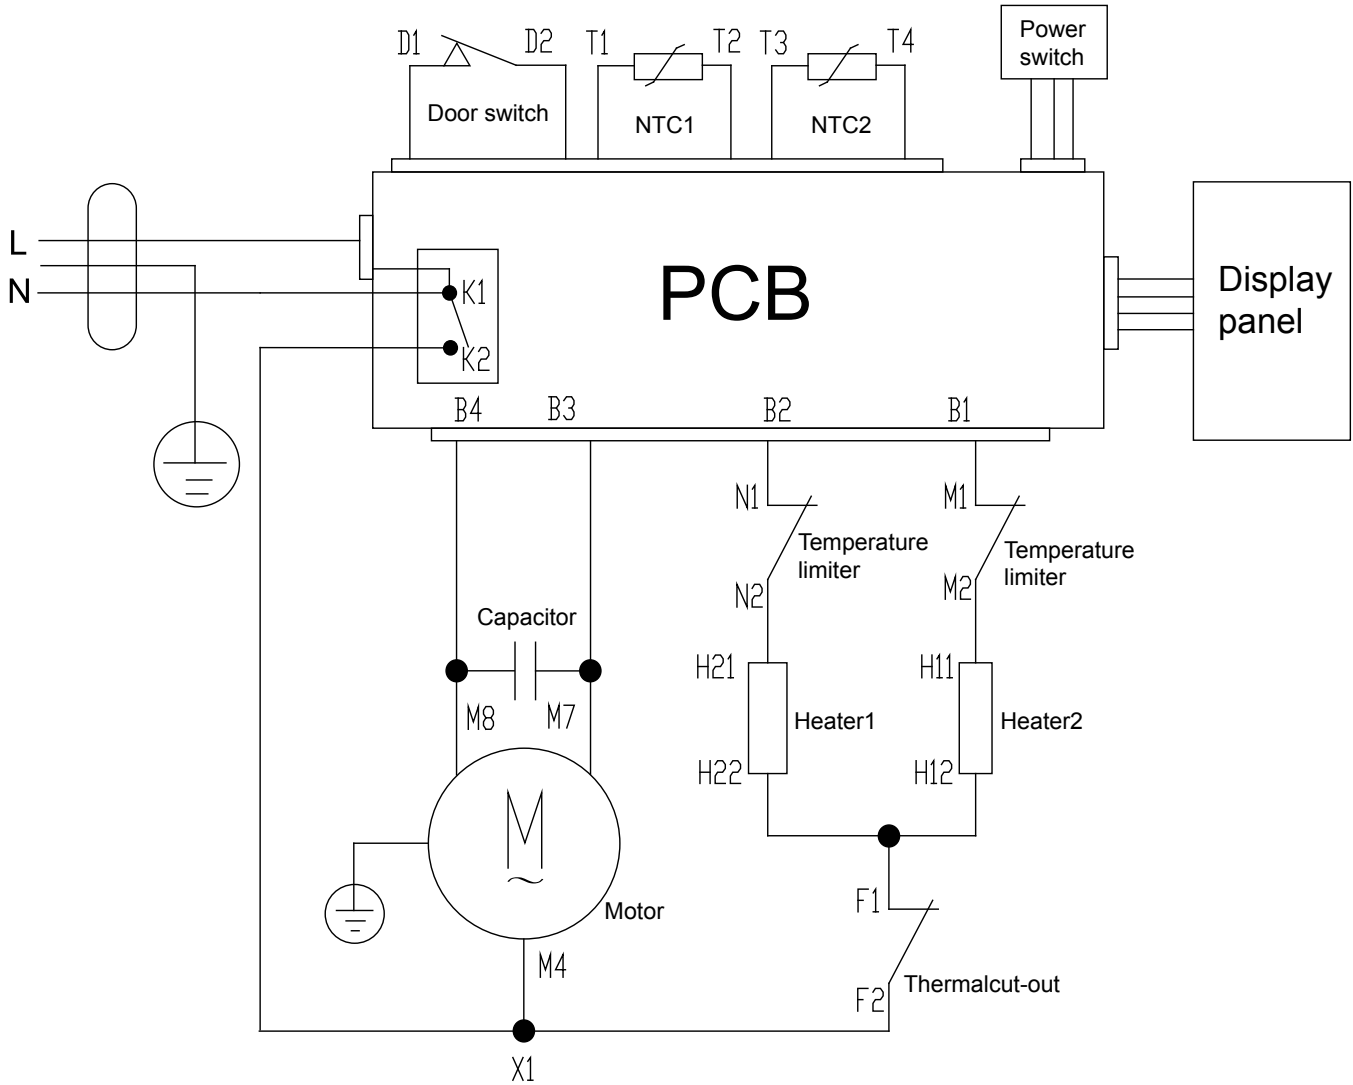 Power
switch
D1
D2
T1
T2
T3
T4
Door switch
NTC1
NTC2
L
N
K1
K2
PCB
Display
panel
B4
B3
B2
B1
N1
M1
Temperature
limiter
Temperature
limiter
N2
M2
Capacitor
H21
H11
M8
M7
Heater1
Heater2
H22
H12
M
~
F1
Motor
M4
Thermalcut-out
F2
X1